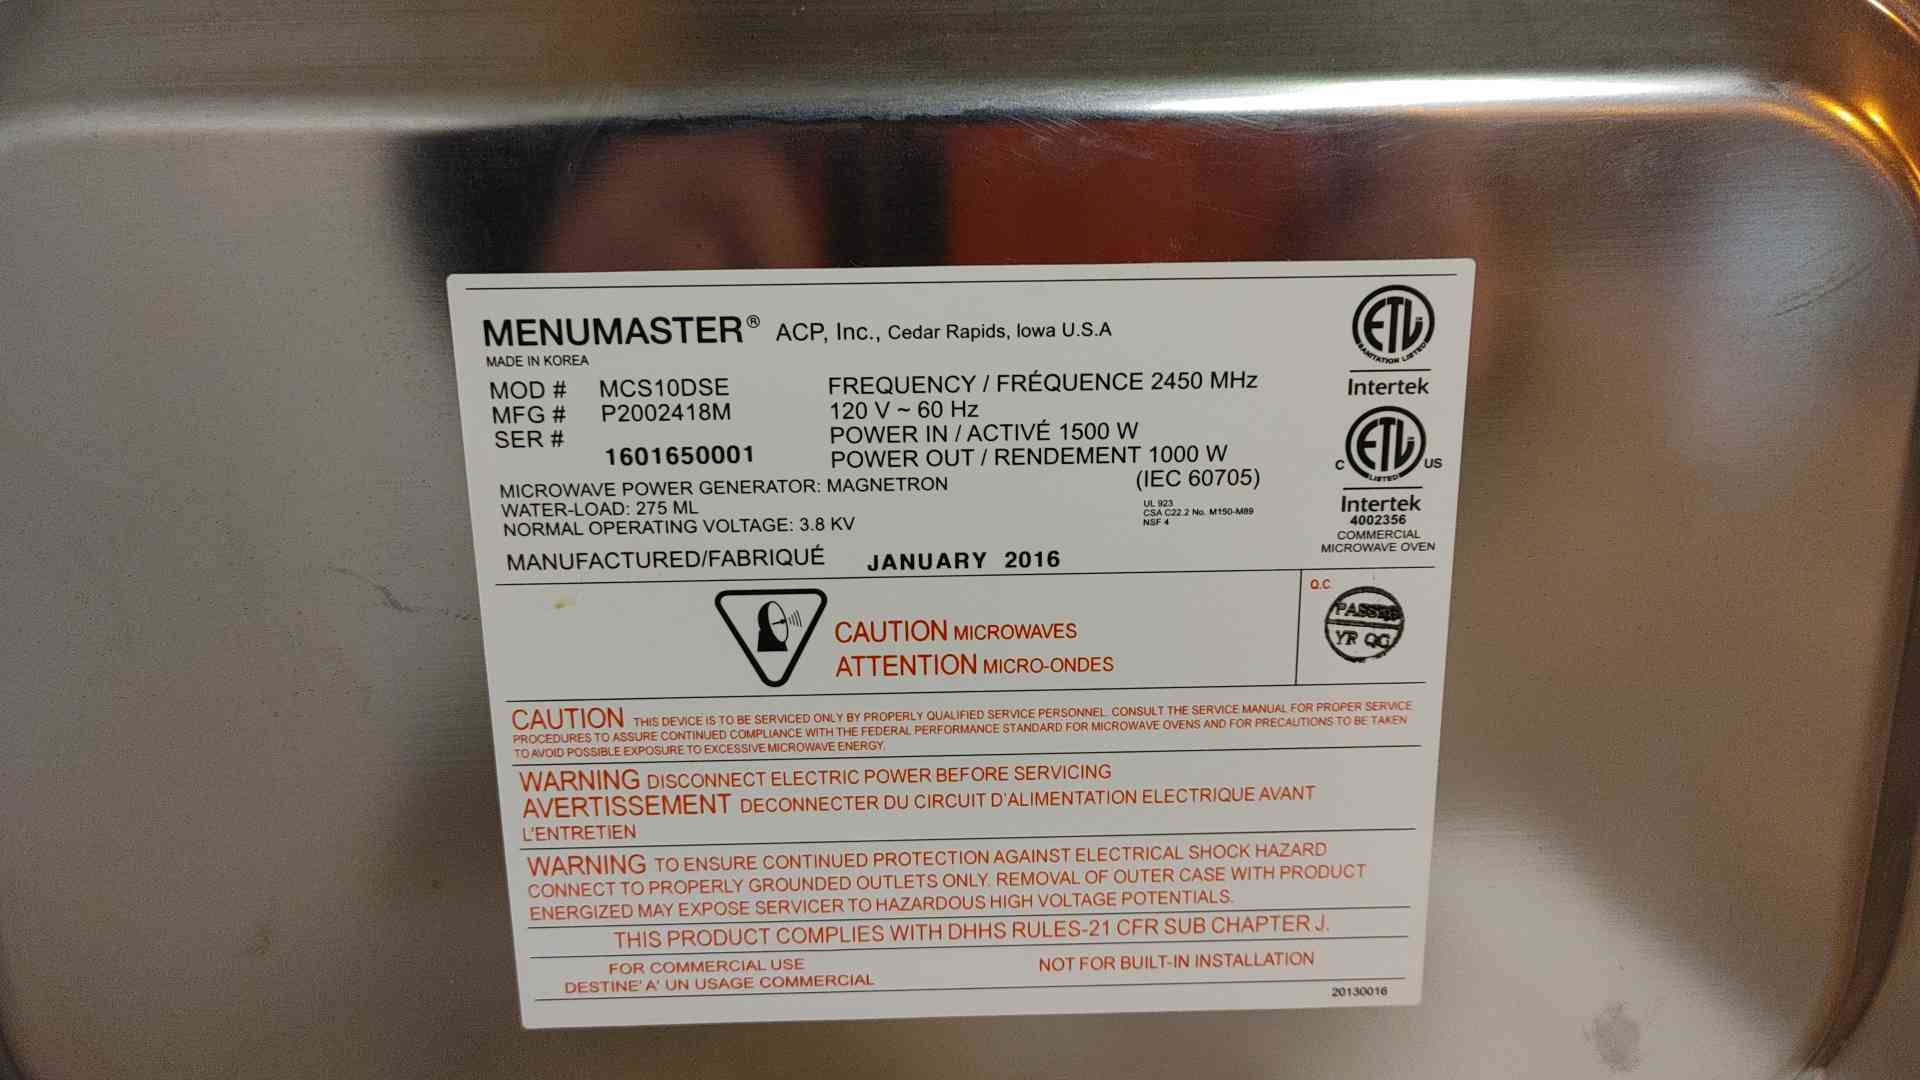 MENUMASTER® ACP, Inc., Cedar Rapids, Iowa U.S.A
MADE IN KOREA
MOD # MCS10DSE
MFG # P2002418M
SER # 1601650001
FREQUENCY / FRÉQUENCE 2450 MHz
120 V ~ 60 Hz
POWER IN / ACTIVÉ 1500 W
POWER OUT / RENDEMENT 1000 W
(IEC 60705)
MICROWAVE POWER GENERATOR: MAGNETRON
WATER-LOAD: 275 ML
NORMAL OPERATING VOLTAGE: 3.8 KV
UL 923
CSA C22.2 No. M150-M89
NSF 4
MANUFACTURED/FABRIQUÉ JANUARY 2016
ETL
SANITATION LISTED
Intertek
C ETL US
LISTED
Intertek
4002356
COMMERCIAL
MICROWAVE OVEN
CAUTION MICROWAVES
ATTENTION MICRO-ONDES
Q.C.
PASSED
YR QC
CAUTION THIS DEVICE IS TO BE SERVICED ONLY BY PROPERLY QUALIFIED SERVICE PERSONNEL. CONSULT THE SERVICE MANUAL FOR PROPER SERVICE
PROCEDURES TO ASSURE CONTINUED COMPLIANCE WITH THE FEDERAL PERFORMANCE STANDARD FOR MICROWAVE OVENS AND FOR PRECAUTIONS TO BE TAKEN
TO AVOID POSSIBLE EXPOSURE TO EXCESSIVE MICROWAVE ENERGY.
WARNING DISCONNECT ELECTRIC POWER BEFORE SERVICING
AVERTISSEMENT DECONNECTER DU CIRCUIT D'ALIMENTATION ELECTRIQUE AVANT
L'ENTRETIEN
WARNING TO ENSURE CONTINUED PROTECTION AGAINST ELECTRICAL SHOCK HAZARD
CONNECT TO PROPERLY GROUNDED OUTLETS ONLY. REMOVAL OF OUTER CASE WITH PRODUCT
ENERGIZED MAY EXPOSE SERVICER TO HAZARDOUS HIGH VOLTAGE POTENTIALS.
THIS PRODUCT COMPLIES WITH DHHS RULES-21 CFR SUB CHAPTER J.
FOR COMMERCIAL USE
DESTINE' A' UN USAGE COMMERCIAL
NOT FOR BUILT-IN INSTALLATION
20130016